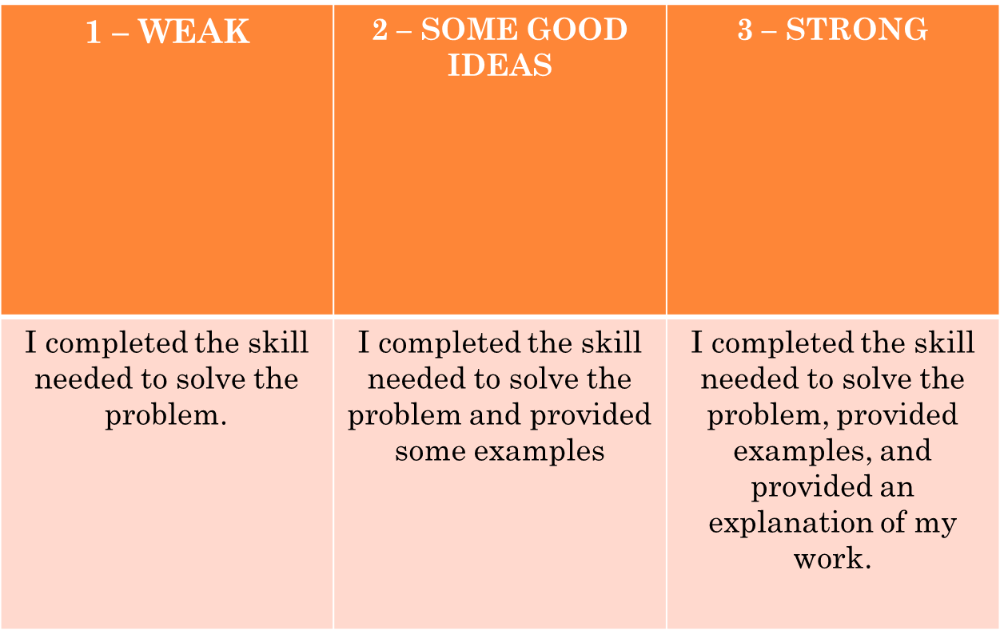 1 – WEAK
2 – SOME GOOD
IDEAS
3 – STRONG
I completed the skill
needed to solve the
problem.
I completed the skill
needed to solve the
problem and provided
some examples
I completed the skill
needed to solve the
problem, provided
examples, and
provided an
explanation of my
work.